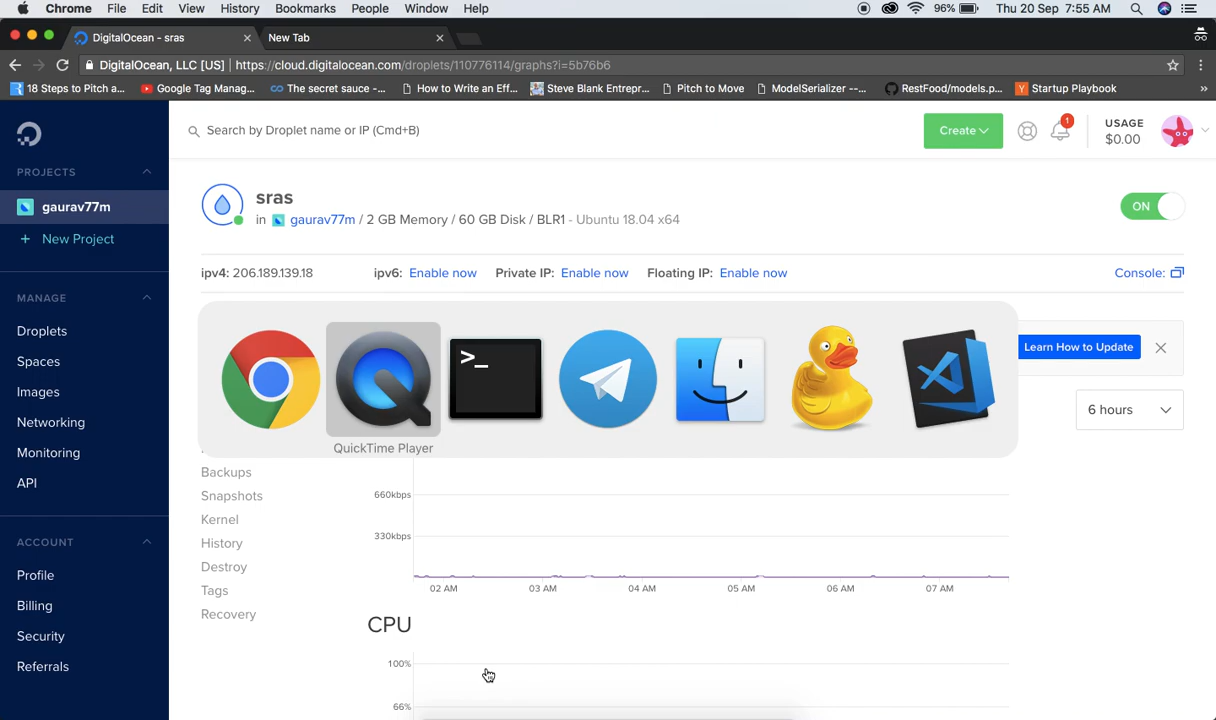 Chrome File Edit View History Bookmarks People Window Help 96% Thu 20 Sep 7:55 AM
DigitalOcean - sras New Tab
DigitalOcean, LLC [US] | https://cloud.digitalocean.com/droplets/110776114/graphs?i=5b76b6
18 Steps to Pitch a... Google Tag Manag... The secret sauce -... How to Write an Eff... Steve Blank Entrepr... Pitch to Move ModelSerializer --... RestFood/models.p... Startup Playbook »
Search by Droplet name or IP (Cmd+B) Create 1 USAGE
$0.00
PROJECTS
gaurav77m
+ New Project
MANAGE
Droplets
Spaces
Images
Networking
Monitoring
API
ACCOUNT
Profile
Billing
Security
Referrals
sras
in gaurav77m / 2 GB Memory / 60 GB Disk / BLR1 - Ubuntu 18.04 x64
ON
ipv4: 206.189.139.18 ipv6: Enable now Private IP: Enable now Floating IP: Enable now Console:
Learn How to Update
6 hours
>_
QuickTime Player
Backups
Snapshots
Kernel
History
Destroy
Tags
Recovery
660kbps
330kbps
02 AM 03 AM 04 AM 05 AM 06 AM 07 AM
CPU
100%
66%